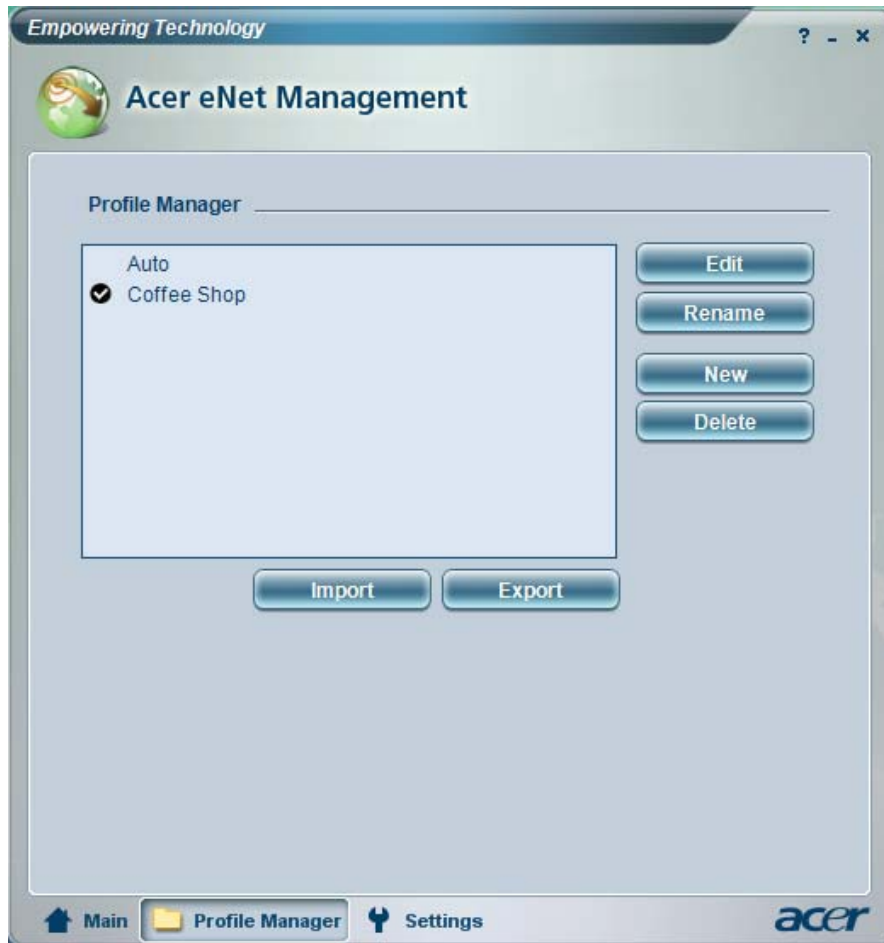 Empowering Technology
? - ×
Acer eNet Management
Profile Manager
Auto
Coffee Shop
Edit
Rename
New
Delete
Import
Export
Main
Profile Manager
Settings
acer